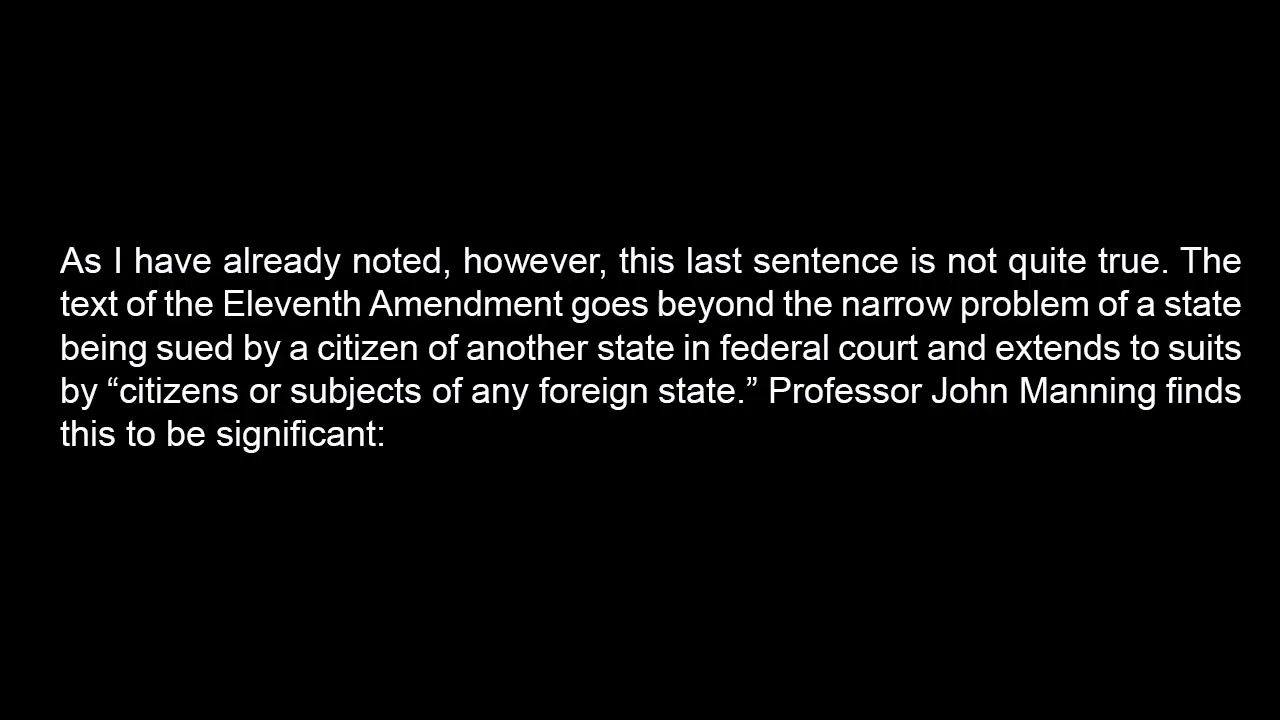 As I have already noted, however, this last sentence is not quite true. The
text of the Eleventh Amendment goes beyond the narrow problem of a state
being sued by a citizen of another state in federal court and extends to suits
by “citizens or subjects of any foreign state.” Professor John Manning finds
this to be significant: